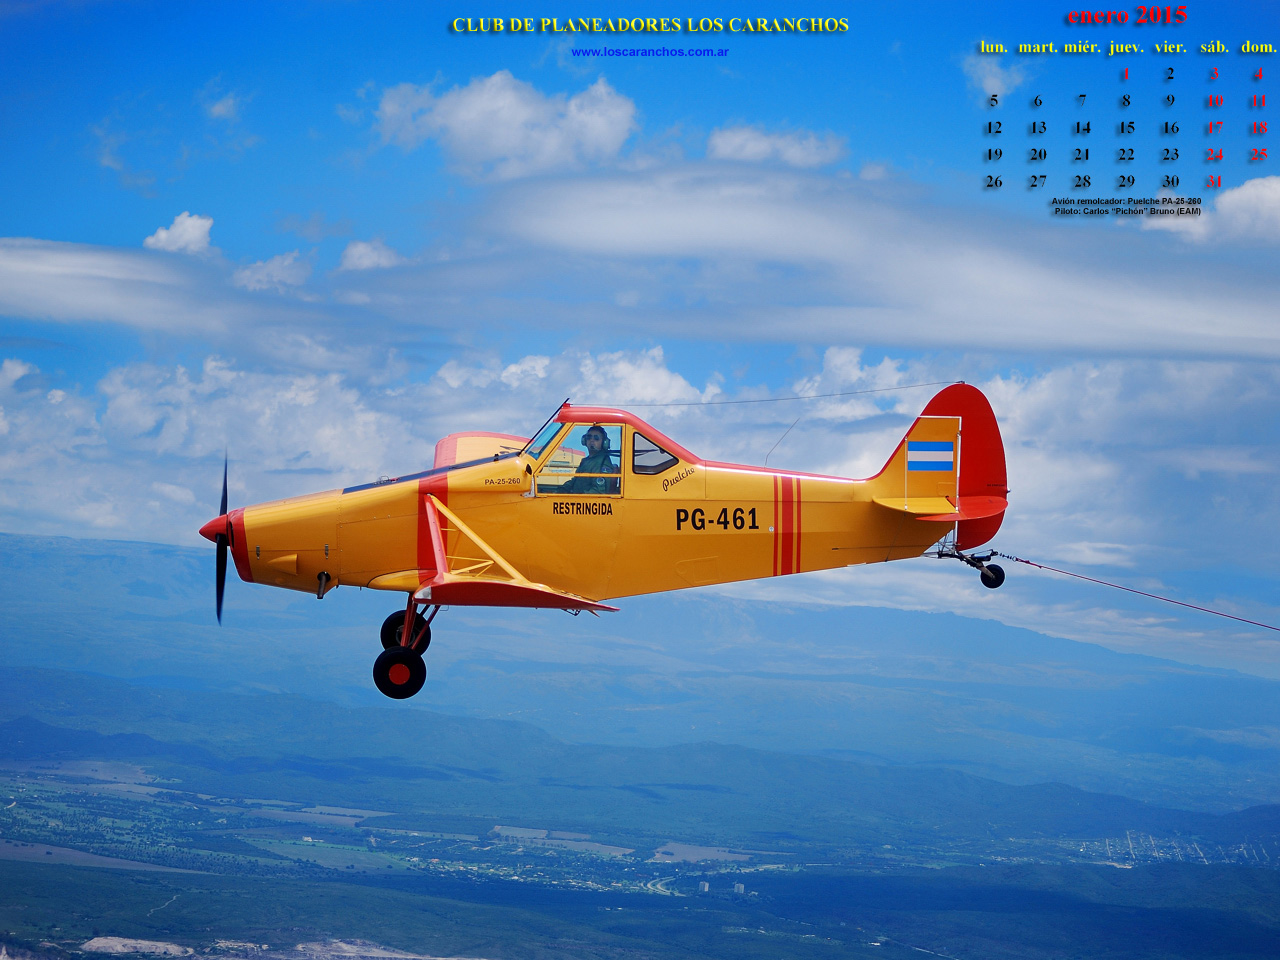 CLUB DE PLANEADORES LOS CARANCHOS
www.loscaranchos.com.ar
enero 2015
lun. mart. miér. juev. vier. sáb. dom.
1 2 3 4
5 6 7 8 9 10 11
12 13 14 15 16 17 18
19 20 21 22 23 24 25
26 27 28 29 30 31
Avión remolcador: Puelche PA-25-260
Piloto: Carlos “Pichón” Bruno (EAM)
PA-25-260
Puelche
RESTRINGIDA
PG-461